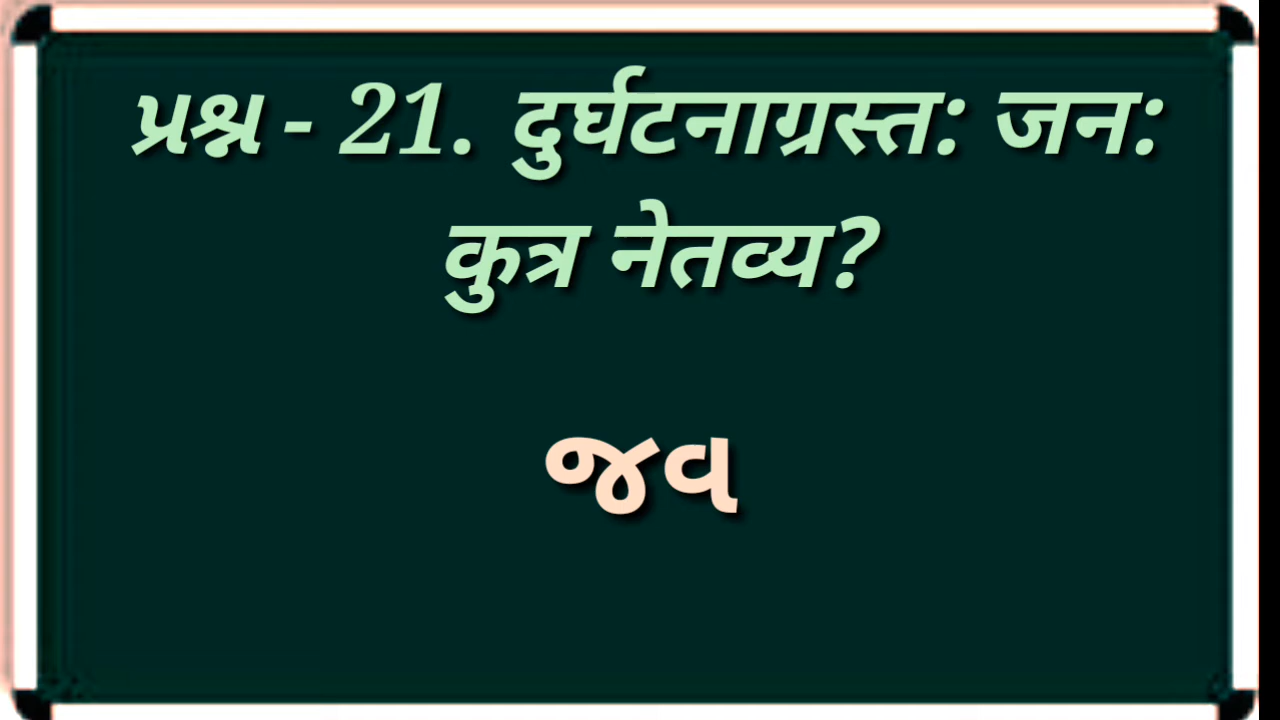 प्रश्न - 21. दुर्घटनाग्रस्त: जन:
कुत्र नेतव्य?
જવ